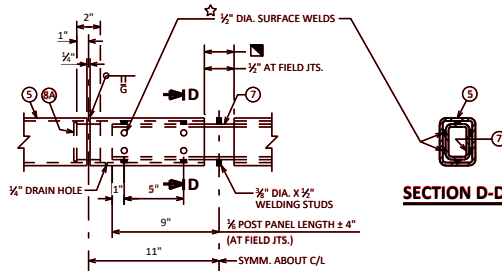 ☆ ½" DIA. SURFACE WELDS
2"
1"
¼"
½" AT FIELD JTS.
G
D
5
8A
7
5
7
¼" DRAIN HOLE
1"
5"
D
⅜" DIA. X ½"
WELDING STUDS
SECTION D-D
9"
⅙ POST PANEL LENGTH ± 4"
(AT FIELD JTS.)
11"
SYMM. ABOUT C/L